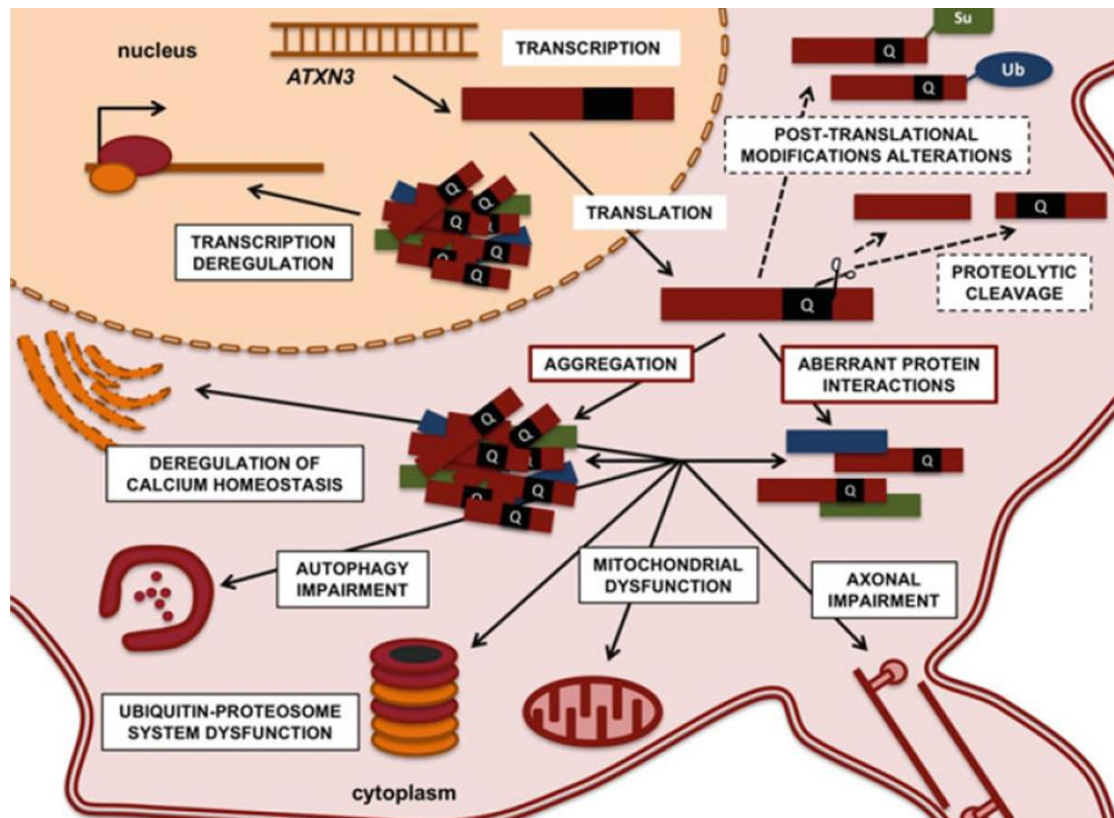 nucleus
ATXN3
TRANSCRIPTION
Su
Q
Q
Ub
POST-TRANSLATIONAL
MODIFICATIONS ALTERATIONS
Q
Q
Q
Q
Q
Q
Q
TRANSLATION
TRANSCRIPTION
DEREGULATION
Q
Q
PROTEOLYTIC
CLEAVAGE
AGGREGATION
ABERRANT PROTEIN
INTERACTIONS
Q
Q
Q
Q
Q
Q
Q
Q
Q
DEREGULATION OF
CALCIUM HOMEOSTASIS
AUTOPHAGY
IMPAIRMENT
MITOCHONDRIAL
DYSFUNCTION
AXONAL
IMPAIRMENT
UBIQUITIN-PROTEOSOME
SYSTEM DYSFUNCTION
cytoplasm